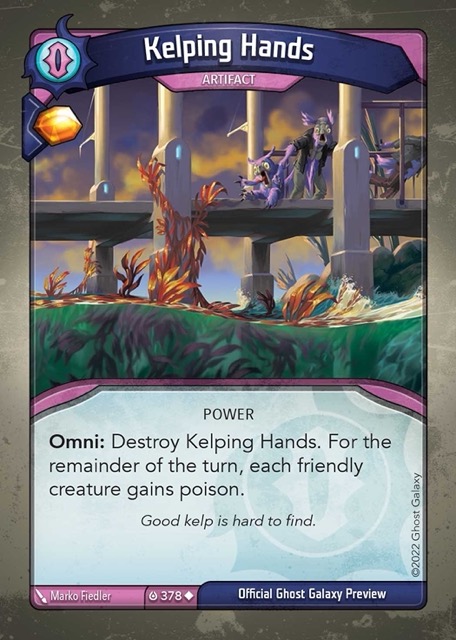 Kelping Hands
ARTIFACT
POWER
Omni: Destroy Kelping Hands. For the
remainder of the turn, each friendly
creature gains poison.
Good kelp is hard to find.
©2022 Ghost Galaxy
Marko Fiedler
378
Official Ghost Galaxy Preview